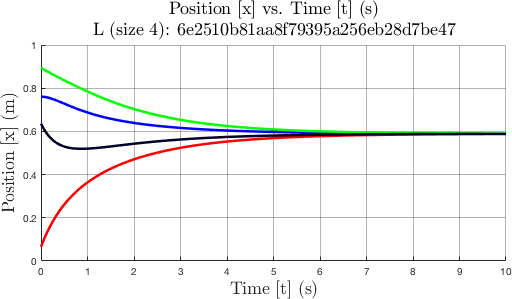 Position [x] vs. Time [t] (s)
L (size 4): 6e2510b81aa8f79395a256eb28d7be47
Position [x] (m)
1
0.8
0.6
0.4
0.2
0
0 1 2 3 4 5 6 7 8 9 10
Time [t] (s)